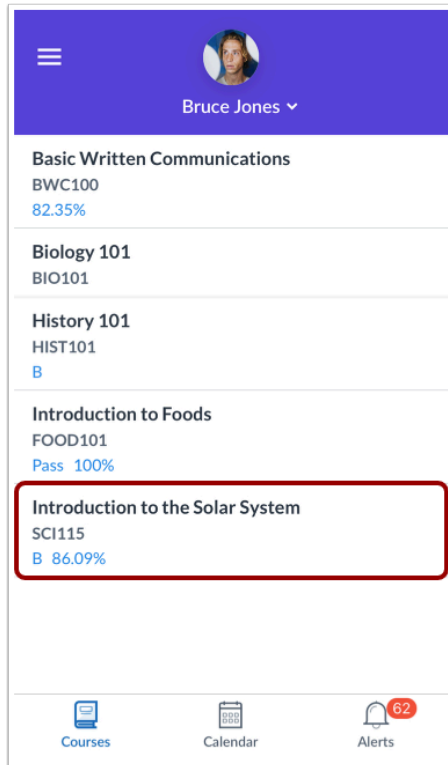 Bruce Jones
Basic Written Communications
BWC100
82.35%
Biology 101
BIO101
History 101
HIST101
B
Introduction to Foods
FOOD101
Pass 100%
Introduction to the Solar System
SCI115
B 86.09%
62
Courses Calendar Alerts